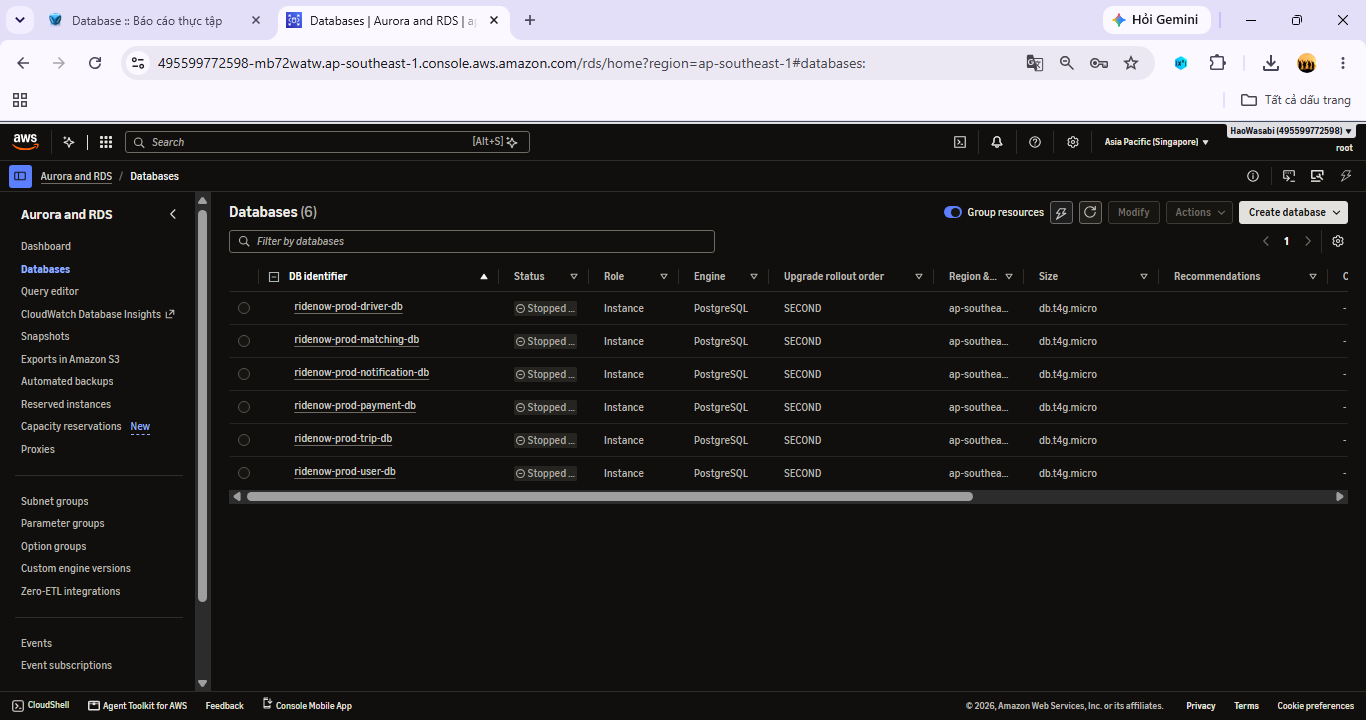 Database :: Báo cáo thực tập
Databases | Aurora and RDS | ap
Hỏi Gemini
495599772598-mb72watw.ap-southeast-1.console.aws.amazon.com/rds/home?region=ap-southeast-1#databases:
Tất cả dấu trang
aws
Search
[Alt+S]
Asia Pacific (Singapore)
HaoWasabi (495599772598)
root
Aurora and RDS / Databases
Aurora and RDS
Dashboard
Databases
Query editor
CloudWatch Database Insights
Snapshots
Exports in Amazon S3
Automated backups
Reserved instances
Capacity reservations New
Proxies
Subnet groups
Parameter groups
Option groups
Custom engine versions
Zero-ETL integrations
Events
Event subscriptions
Databases (6)
Group resources
Modify
Actions
Create database
Filter by databases
1
DB identifier Status Role Engine Upgrade rollout order Region &... Size Recommendations C
ridenow-prod-driver-db Stopped ... Instance PostgreSQL SECOND ap-southea... db.t4g.micro -
ridenow-prod-matching-db Stopped ... Instance PostgreSQL SECOND ap-southea... db.t4g.micro -
ridenow-prod-notification-db Stopped ... Instance PostgreSQL SECOND ap-southea... db.t4g.micro -
ridenow-prod-payment-db Stopped ... Instance PostgreSQL SECOND ap-southea... db.t4g.micro -
ridenow-prod-trip-db Stopped ... Instance PostgreSQL SECOND ap-southea... db.t4g.micro -
ridenow-prod-user-db Stopped ... Instance PostgreSQL SECOND ap-southea... db.t4g.micro -
CloudShell Agent Toolkit for AWS Feedback Console Mobile App © 2026, Amazon Web Services, Inc. or its affiliates. Privacy Terms Cookie preferences